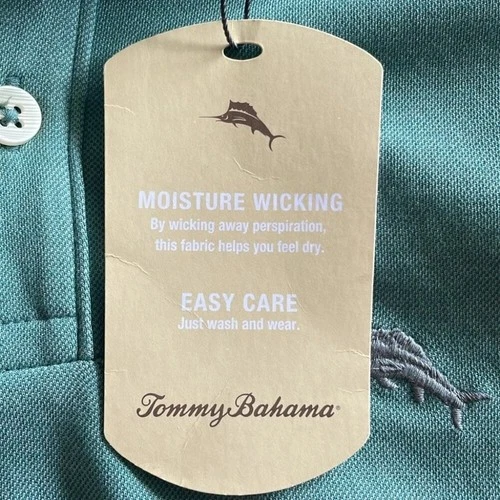 MOISTURE WICKING
By wicking away perspiration,
this fabric helps you feel dry.
EASY CARE
Just wash and wear.
Tommy Bahama®